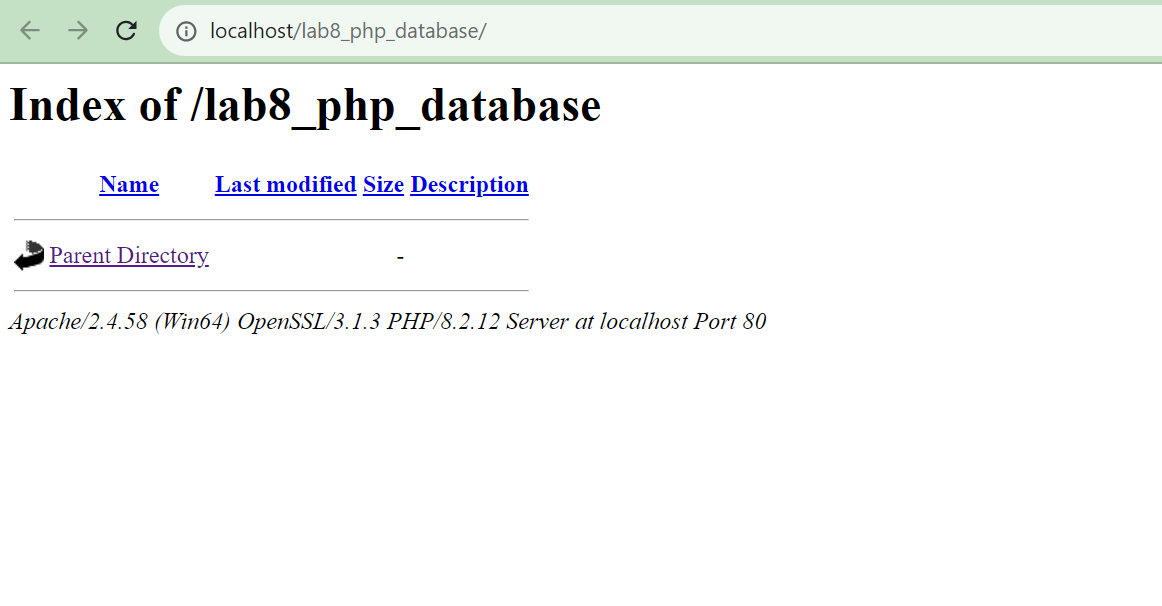 localhost/lab8_php_database/
Index of /lab8_php_database
Name Last modified Size Description
Parent Directory -
Apache/2.4.58 (Win64) OpenSSL/3.1.3 PHP/8.2.12 Server at localhost Port 80